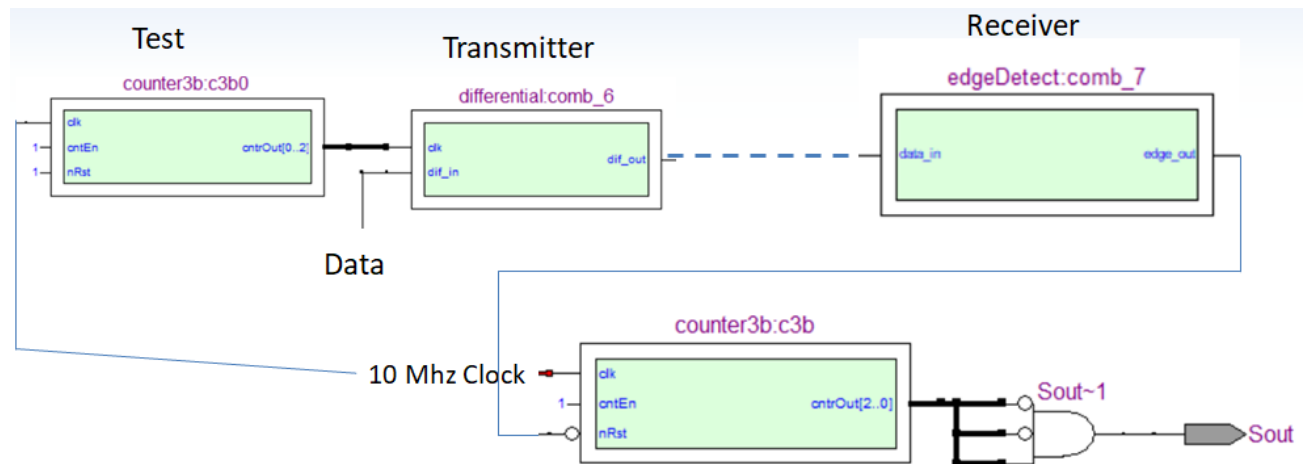 Test
Transmitter
Receiver
counter3b:c3b0
differential:comb_6
edgeDetect:comb_7
clk
1
cntEn
1
nRst
cntrOut[0..2]
clk
dif_in
dif_out
data_in
edge_out
Data
counter3b:c3b
10 Mhz Clock
clk
1
cntEn
nRst
cntrOut[2..0]
Sout~1
Sout